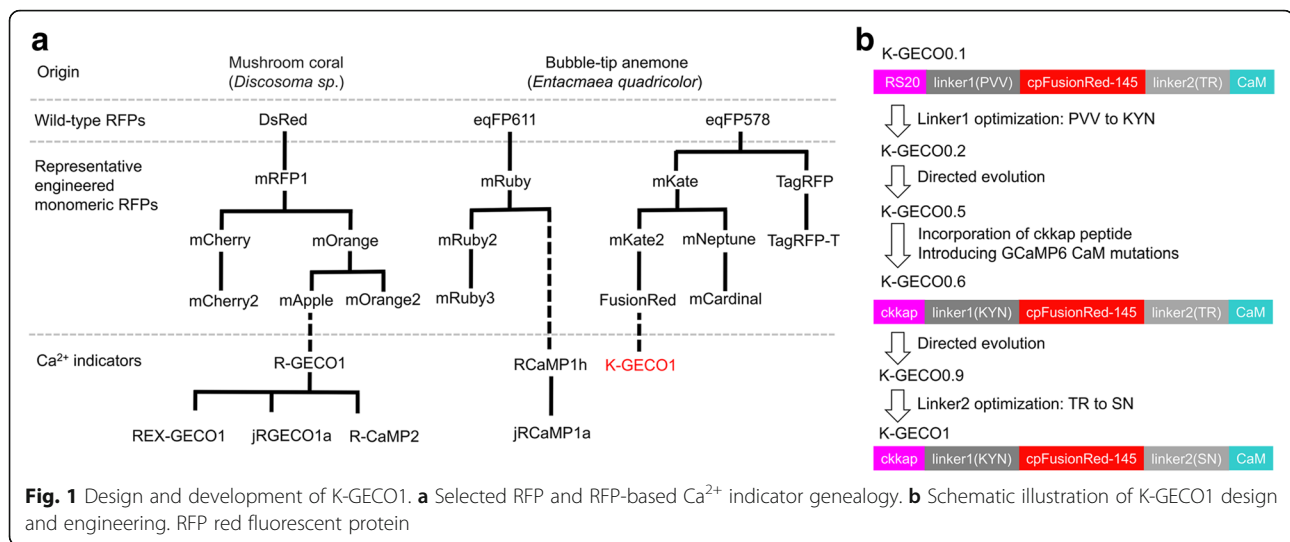 a
Origin
Mushroom coral
(Discosoma sp.)
Bubble-tip anemone
(Entacmaea quadricolor)
Wild-type RFPs
DsRed
eqFP611
eqFP578
Representative
engineered
monomeric RFPs
mRFP1
mRuby
mKate
TagRFP
mCherry
mOrange
mRuby2
mKate2
mNeptune
TagRFP-T
mCherry2
mApple
mOrange2
mRuby3
FusionRed
mCardinal
Ca2+ indicators
R-GECO1
RCaMP1h
K-GECO1
REX-GECO1
jRGECO1a
R-CaMP2
jRCaMP1a
b
K-GECO0.1
RS20 linker1(PVV) cpFusionRed-145 linker2(TR) CaM
Linker1 optimization: PVV to KYN
K-GECO0.2
Directed evolution
K-GECO0.5
Incorporation of ckkap peptide
Introducing GCaMP6 CaM mutations
K-GECO0.6
ckkap linker1(KYN) cpFusionRed-145 linker2(TR) CaM
Directed evolution
K-GECO0.9
Linker2 optimization: TR to SN
K-GECO1
ckkap linker1(KYN) cpFusionRed-145 linker2(SN) CaM
Fig. 1 Design and development of K-GECO1. a Selected RFP and RFP-based Ca2+ indicator genealogy. b Schematic illustration of K-GECO1 design
and engineering. RFP red fluorescent protein